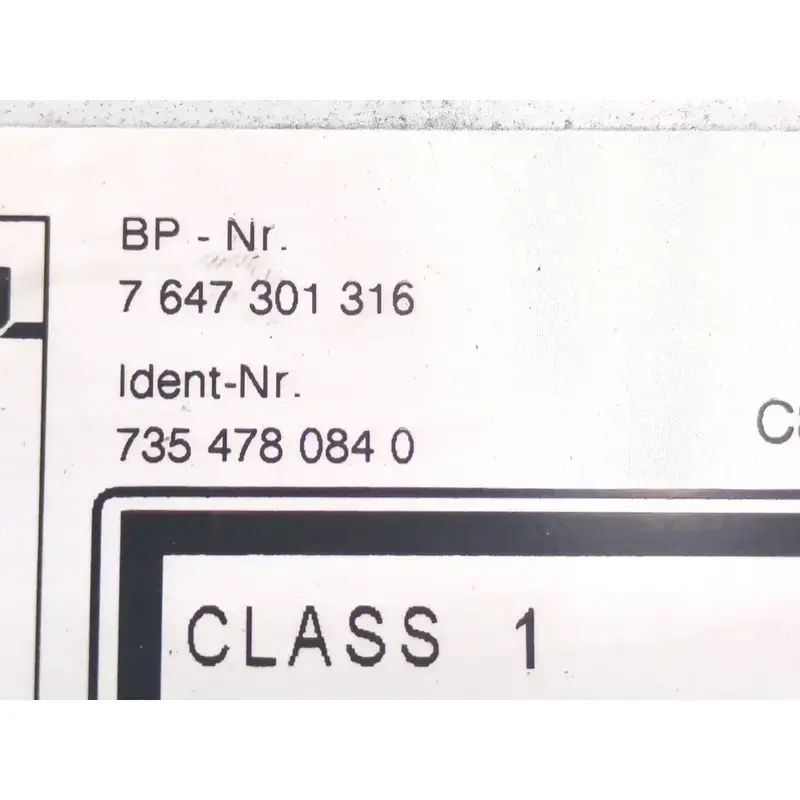 BP - Nr.
7 647 301 316
Ident-Nr.
735 478 084 0
CLASS 1